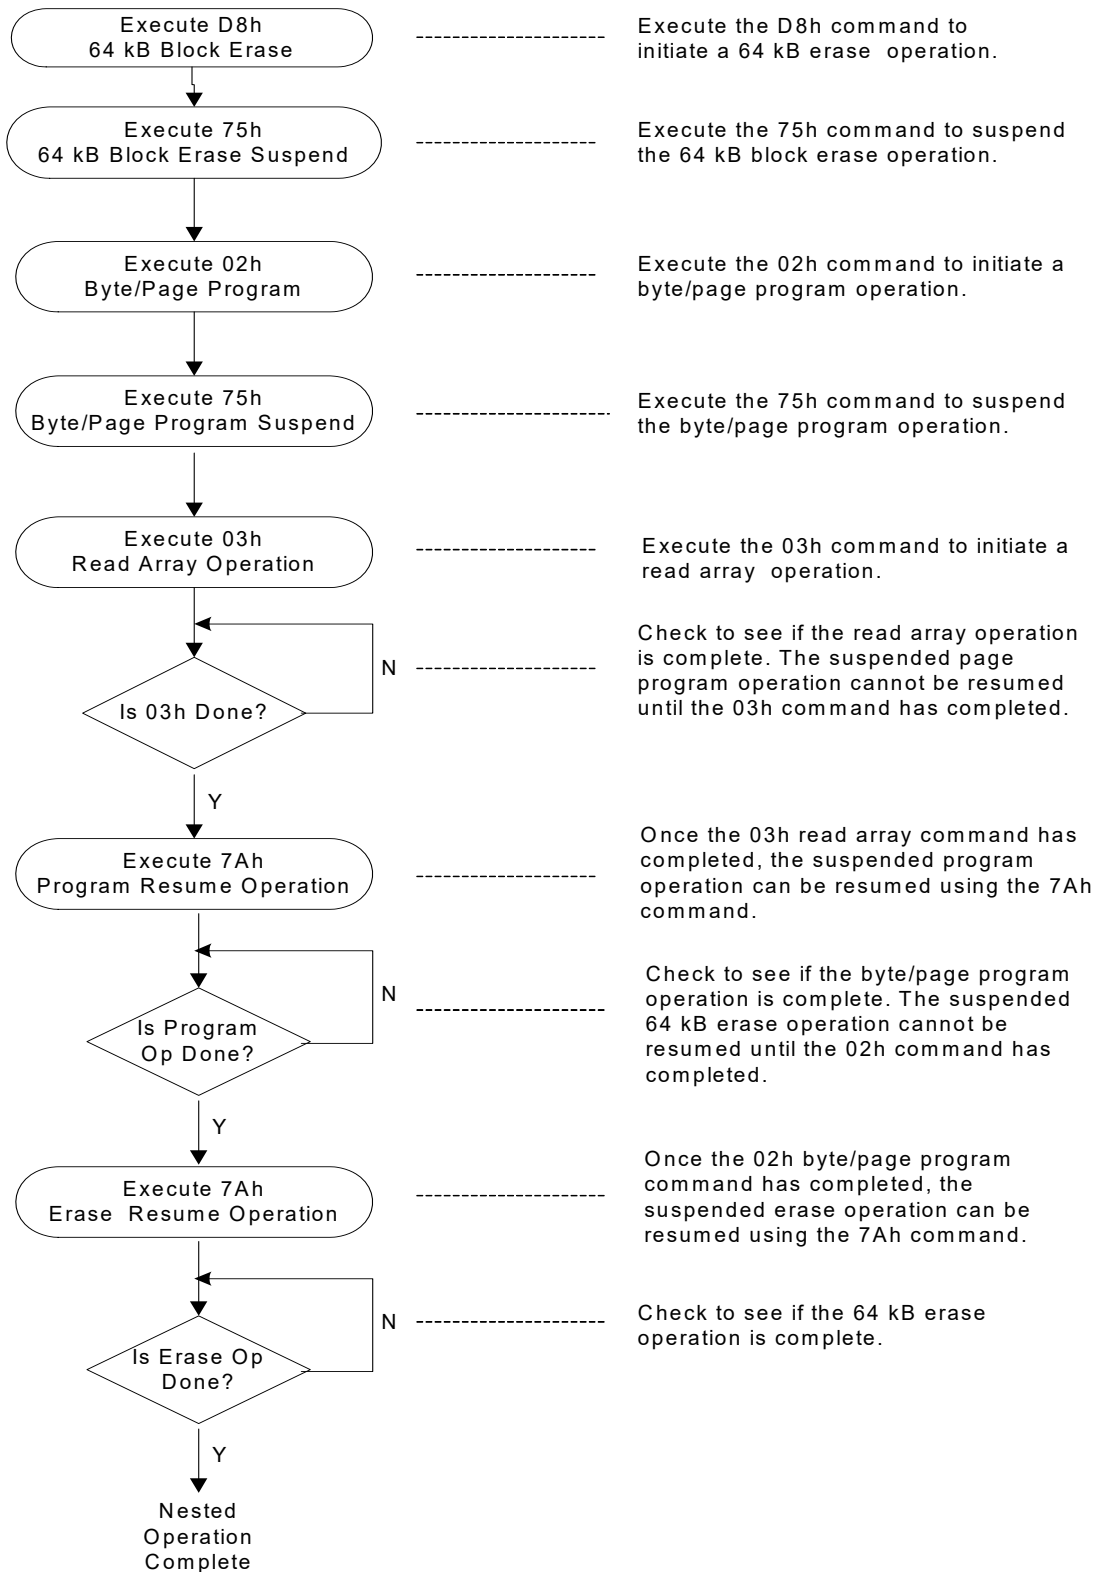 Execute D8h
64 kB Block Erase
Execute the D8h command to
initiate a 64 kB erase operation.
Execute 75h
64 kB Block Erase Suspend
Execute the 75h command to suspend
the 64 kB block erase operation.
Execute 02h
Byte/Page Program
Execute the 02h command to initiate a
byte/page program operation.
Execute 75h
Byte/Page Program Suspend
Execute the 75h command to suspend
the byte/page program operation.
Execute 03h
Read Array Operation
Execute the 03h command to initiate a
read array operation.
Is 03h Done?
N
Check to see if the read array operation
is complete. The suspended page
program operation cannot be resumed
until the 03h command has completed.
Y
Execute 7Ah
Program Resume Operation
Once the 03h read array command has
completed, the suspended program
operation can be resumed using the 7Ah
command.
Is Program
Op Done?
N
Check to see if the byte/page program
operation is complete. The suspended
64 kB erase operation cannot be
resumed until the 02h command has
completed.
Y
Execute 7Ah
Erase Resume Operation
Once the 02h byte/page program
command has completed, the
suspended erase operation can be
resumed using the 7Ah command.
Is Erase Op
Done?
N
Check to see if the 64 kB erase
operation is complete.
Y
Nested
Operation
Complete